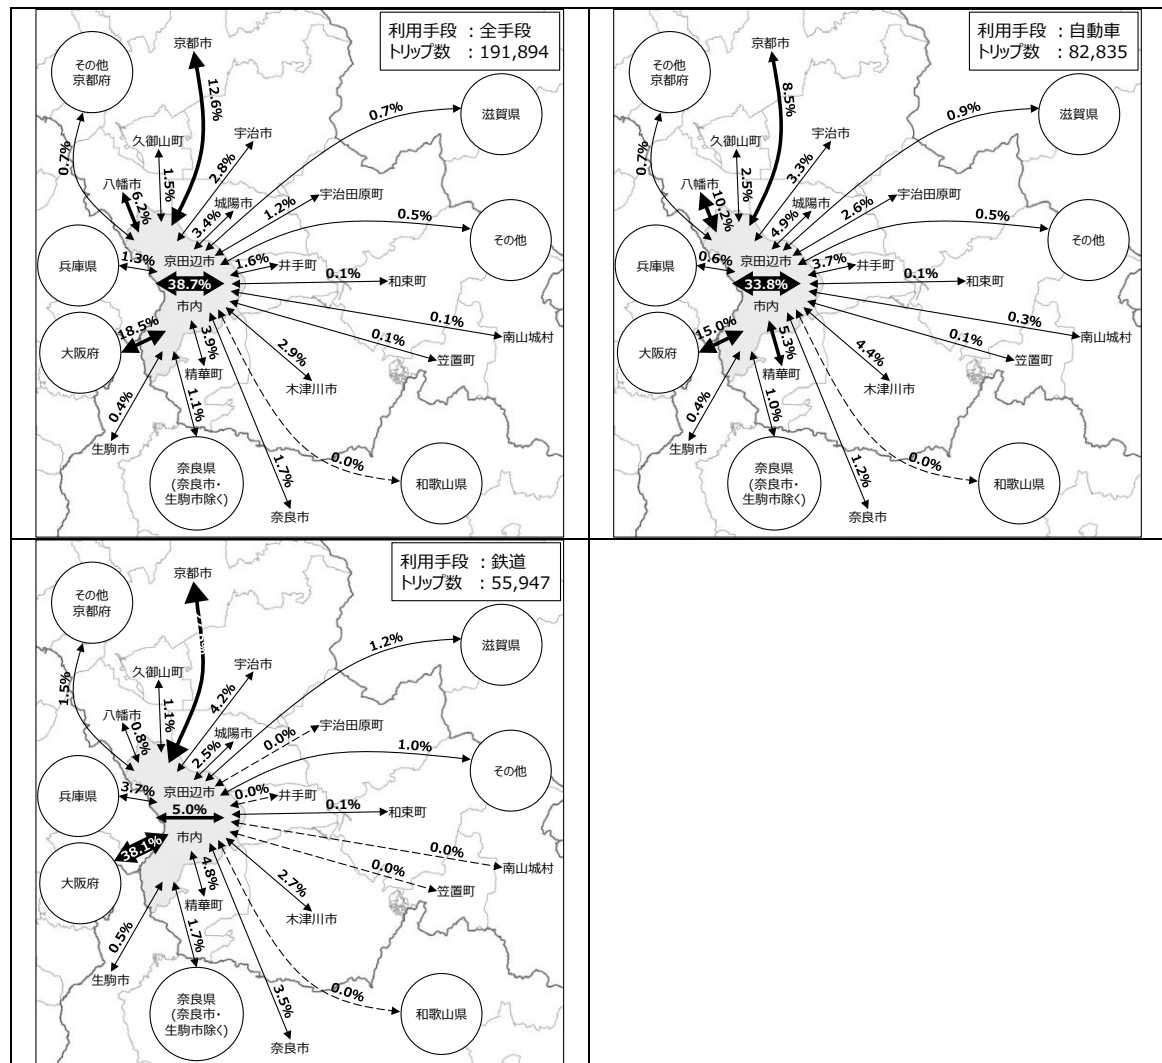 利用手段 ：全手段
トリップ数 ：191,894
京都市
その他
京都府
12.6%
0.7%
滋賀県
久御山町
宇治市
0.7%
1.5%
2.8%
八幡市
6.2%
城陽市
3.4%
1.2%
宇治田原町
0.5%
その他
兵庫県
1.3%
京田辺市
1.6%
井手町
38.7%
0.1%
和束町
市内
18.5%
大阪府
3.9%
0.1%
南山城村
0.1%
笠置町
精華町
2.9%
木津川市
0.4%
生駒市
1.1%
1.7%
0.0%
奈良県
(奈良市・
生駒市除く)
和歌山県
奈良市
利用手段 ：自動車
トリップ数 ：82,835
京都市
その他
京都府
8.5%
0.9%
滋賀県
久御山町
宇治市
0.7%
2.5%
3.3%
八幡市
10.2%
城陽市
4.9%
2.6%
宇治田原町
0.5%
その他
兵庫県
0.6%
京田辺市
3.7%
井手町
33.8%
0.1%
和束町
市内
15.0%
大阪府
5.3%
0.3%
南山城村
0.1%
笠置町
精華町
4.4%
木津川市
0.4%
生駒市
1.0%
1.2%
0.0%
奈良県
(奈良市・
生駒市除く)
和歌山県
奈良市
利用手段 ：鉄道
トリップ数 ：55,947
京都市
その他
京都府
1.2%
滋賀県
久御山町
宇治市
1.5%
1.1%
4.2%
八幡市
0.8%
城陽市
2.5%
0.0%
宇治田原町
1.0%
その他
兵庫県
3.7%
京田辺市
0.0%
井手町
5.0%
0.1%
和束町
市内
38.1%
大阪府
4.8%
0.0%
南山城村
0.0%
笠置町
精華町
2.7%
木津川市
0.5%
生駒市
1.7%
3.5%
0.0%
奈良県
(奈良市・
生駒市除く)
和歌山県
奈良市